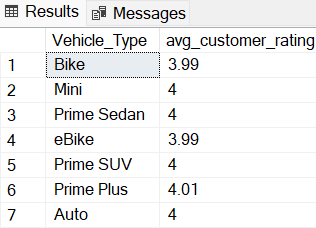 Results Messages
Vehicle_Type avg_customer_rating
1 Bike 3.99
2 Mini 4
3 Prime Sedan 4
4 eBike 3.99
5 Prime SUV 4
6 Prime Plus 4.01
7 Auto 4